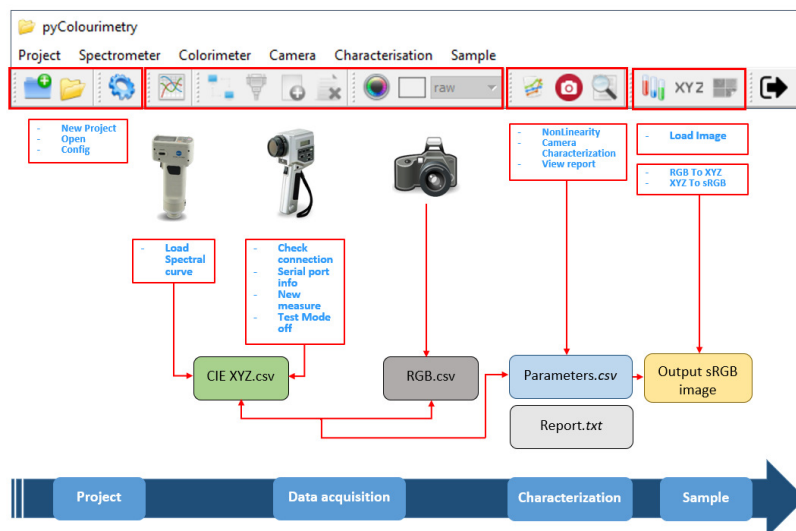 pyColourimetry
Project Spectrometer Colorimeter Camera Characterisation Sample
raw
XYZ
- New Project
- Open
- Config
- NonLinearity
- Camera
Characterization
- View report
- Load Image
- RGB To XYZ
- XYZ To sRGB
- Load
Spectral
curve
- Check
connection
- Serial port
info
- New
measure
- Test Mode
off
CIE XYZ.csv
RGB.csv
Parameters.csv
Output sRGB
image
Report.txt
Project
Data acquisition
Characterization
Sample